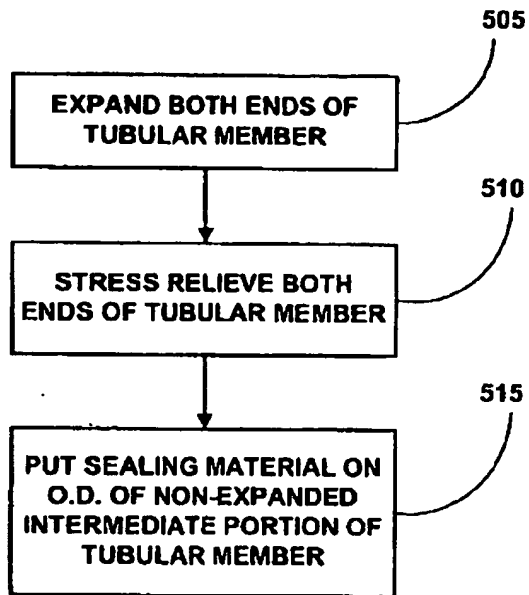 505
EXPAND BOTH ENDS OF
TUBULAR MEMBER
510
STRESS RELIEVE BOTH
ENDS OF TUBULAR MEMBER
515
PUT SEALING MATERIAL ON
O.D. OF NON-EXPANDED
INTERMEDIATE PORTION OF
TUBULAR MEMBER